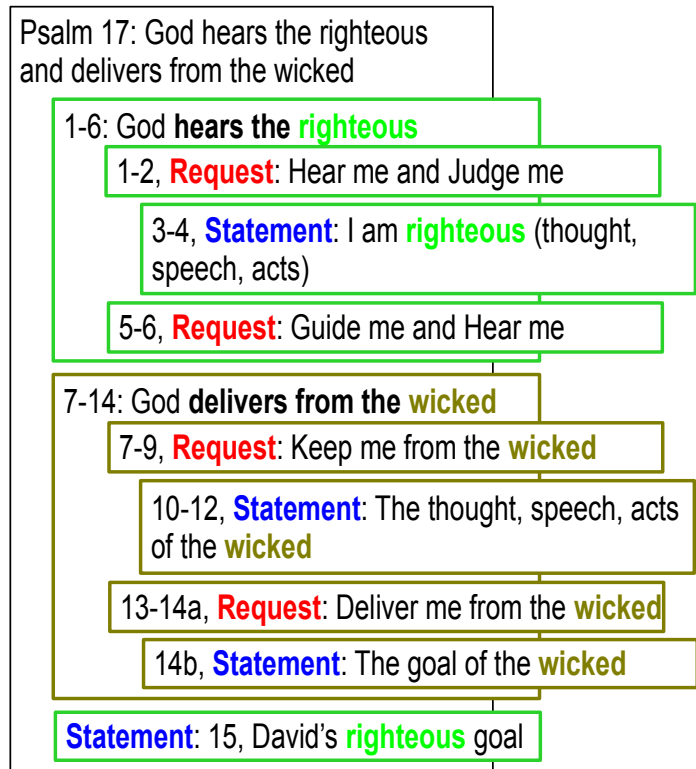 Psalm 17: God hears the righteous
and delivers from the wicked
1-6: God hears the righteous
1-2, Request: Hear me and Judge me
3-4, Statement: I am righteous (thought,
speech, acts)
5-6, Request: Guide me and Hear me
7-14: God delivers from the wicked
7-9, Request: Keep me from the wicked
10-12, Statement: The thought, speech, acts
of the wicked
13-14a, Request: Deliver me from the wicked
14b, Statement: The goal of the wicked
Statement: 15, David’s righteous goal